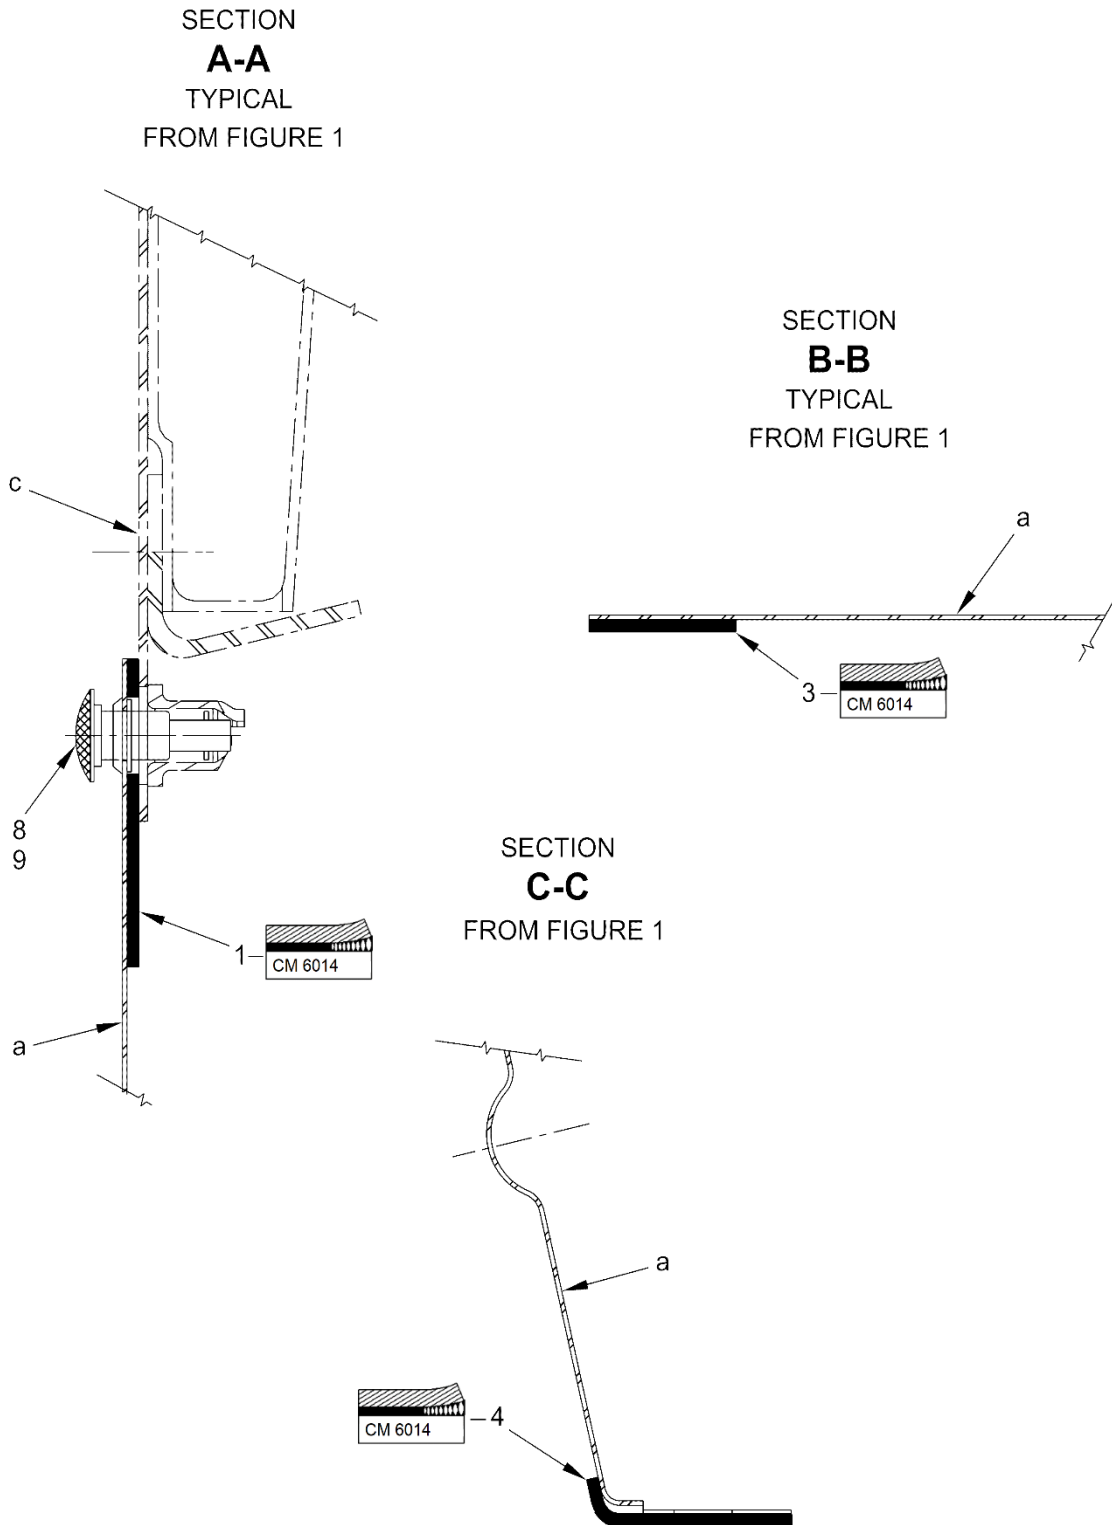 SECTION
A-A
TYPICAL
FROM FIGURE 1
SECTION
B-B
TYPICAL
FROM FIGURE 1
c
a
3
CM 6014
8
9
SECTION
C-C
FROM FIGURE 1
1
CM 6014
a
a
4
CM 6014